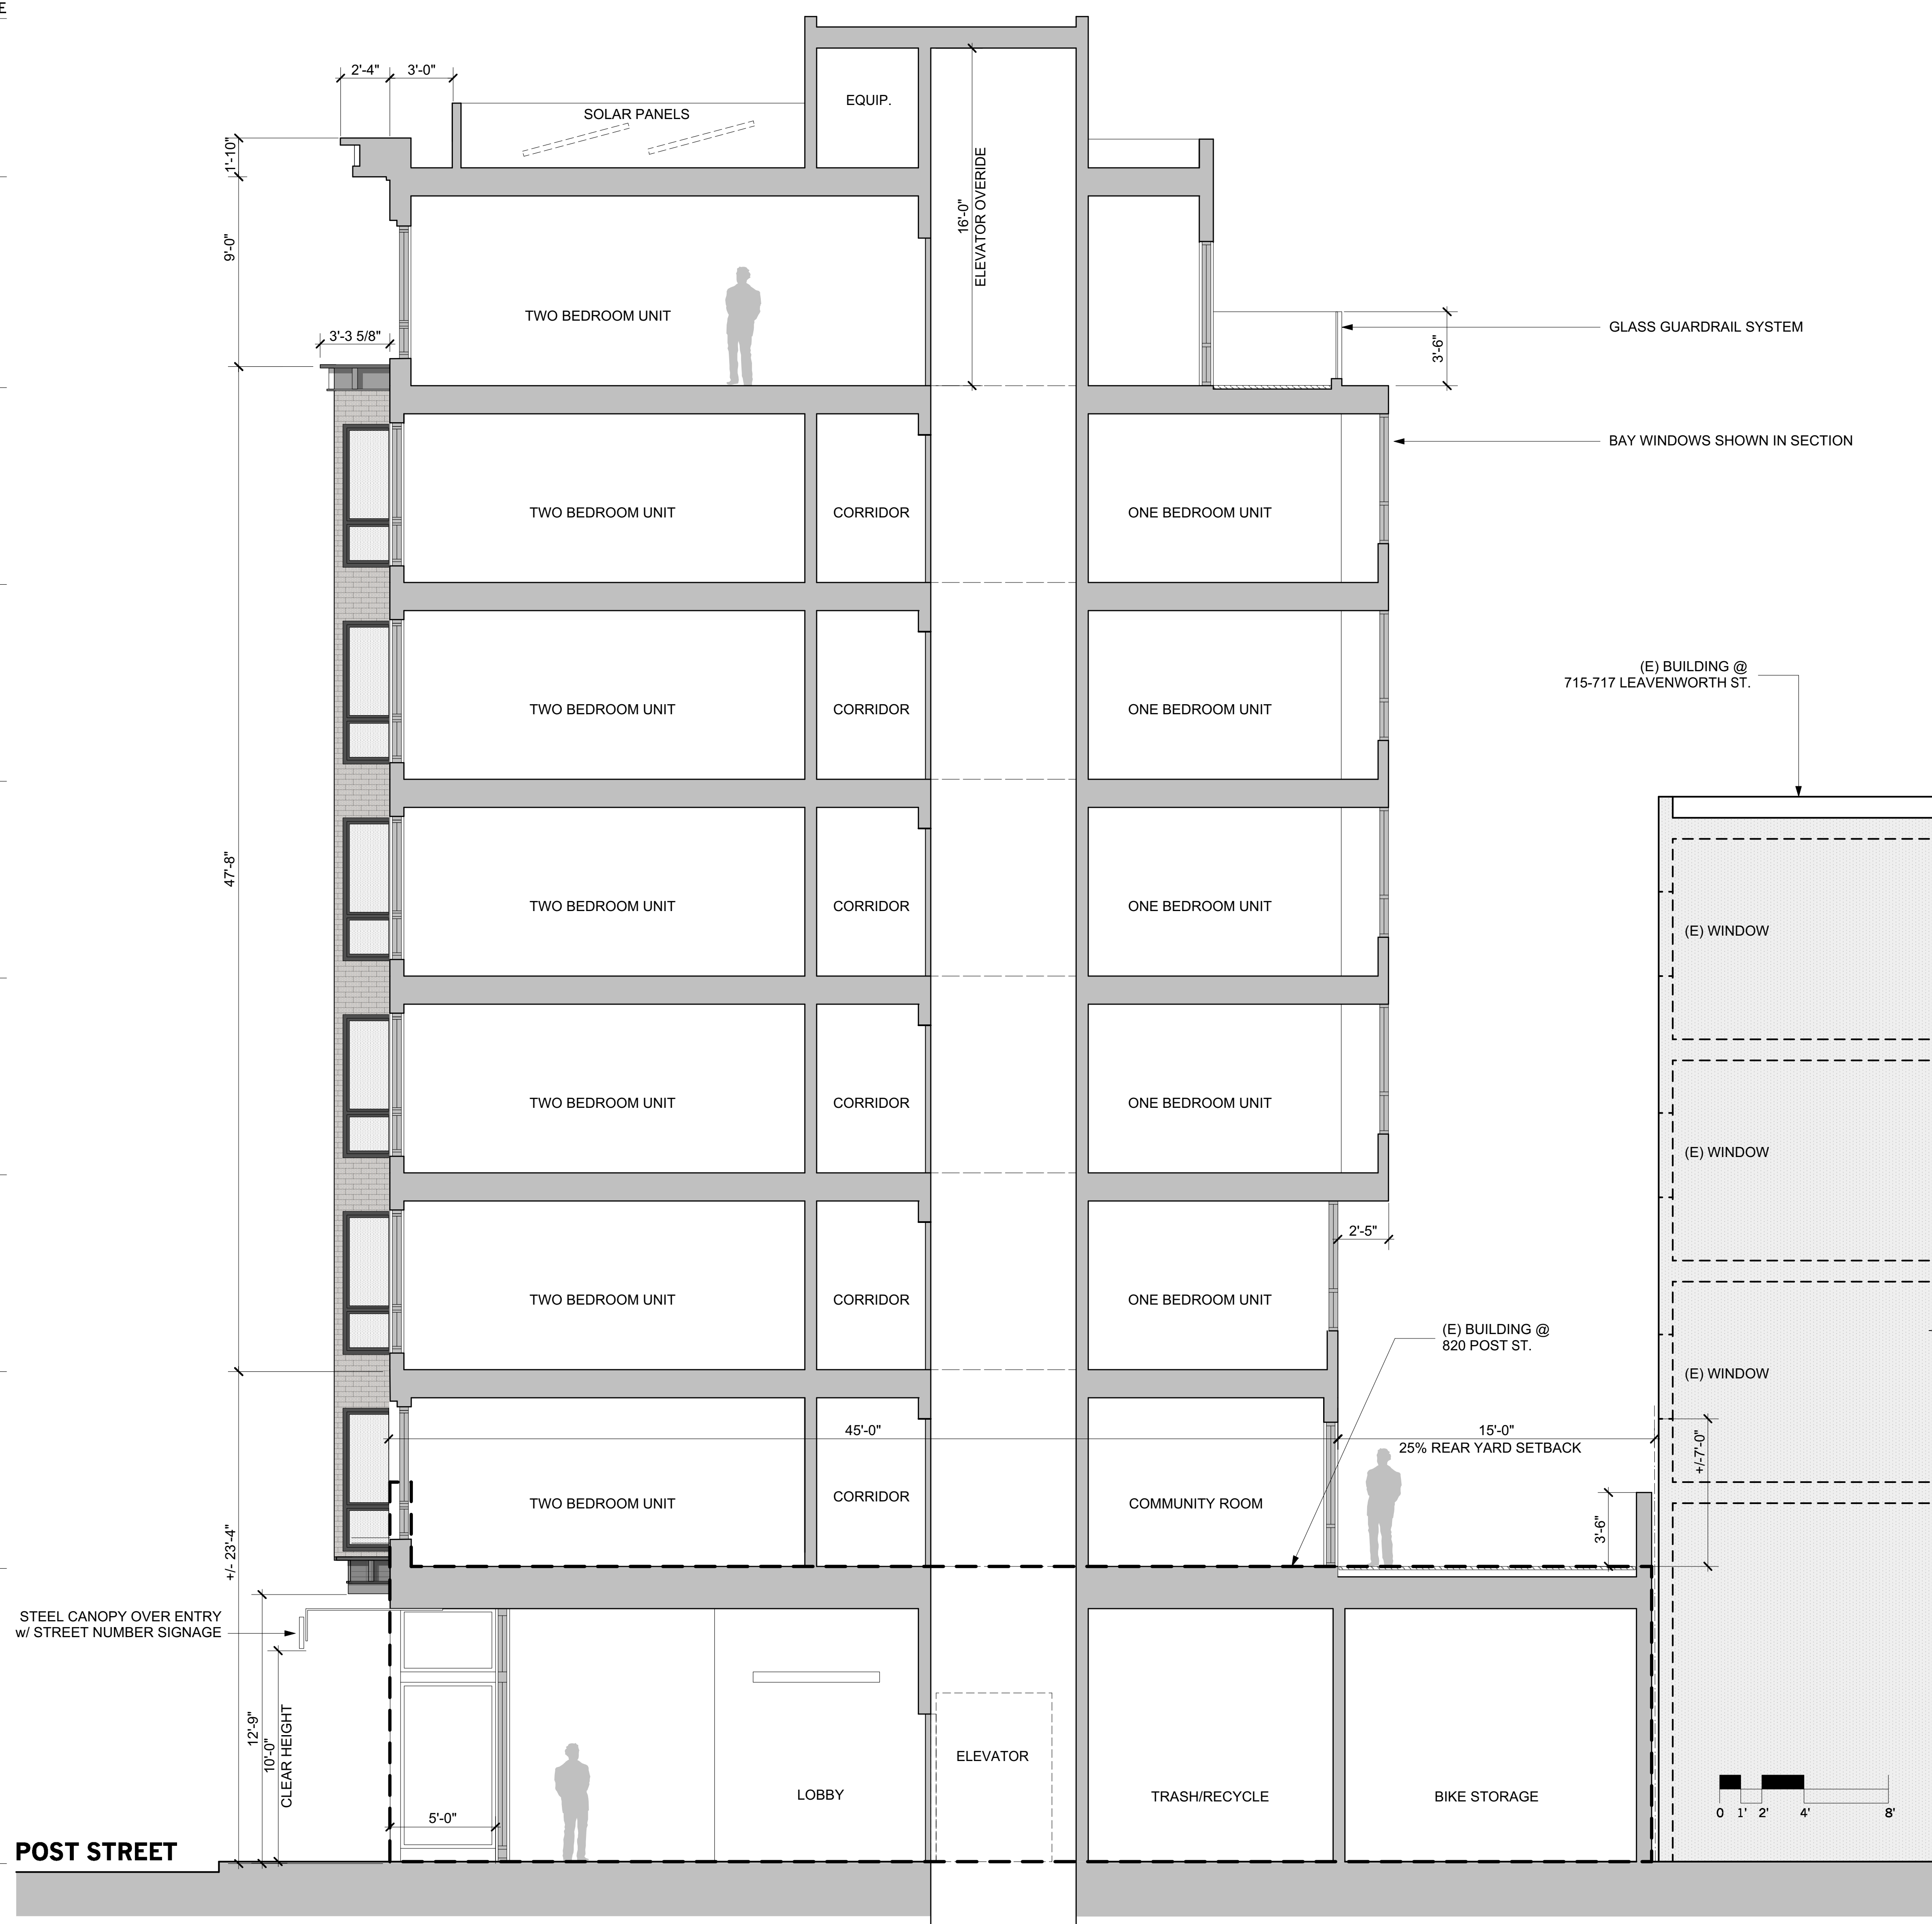 E
2'-4"
3'-0"
SOLAR PANELS
EQUIP.
1'-10"
9'-0"
16'-0"
ELEVATOR OVERIDE
TWO BEDROOM UNIT
GLASS GUARDRAIL SYSTEM
3'-6"
3'-3 5/8"
BAY WINDOWS SHOWN IN SECTION
TWO BEDROOM UNIT
CORRIDOR
ONE BEDROOM UNIT
(E) BUILDING @
715-717 LEAVENWORTH ST.
TWO BEDROOM UNIT
CORRIDOR
ONE BEDROOM UNIT
47'-8"
TWO BEDROOM UNIT
CORRIDOR
ONE BEDROOM UNIT
(E) WINDOW
TWO BEDROOM UNIT
CORRIDOR
ONE BEDROOM UNIT
(E) WINDOW
2'-5"
TWO BEDROOM UNIT
CORRIDOR
ONE BEDROOM UNIT
(E) BUILDING @
820 POST ST.
(E) WINDOW
45'-0"
15'-0"
25% REAR YARD SETBACK
+/-7'-0"
TWO BEDROOM UNIT
CORRIDOR
COMMUNITY ROOM
3'-6"
+/- 23'-4"
STEEL CANOPY OVER ENTRY
w/ STREET NUMBER SIGNAGE
12'-9"
10'-0"
CLEAR HEIGHT
5'-0"
LOBBY
ELEVATOR
TRASH/RECYCLE
BIKE STORAGE
0 1' 2' 4' 8'
POST STREET